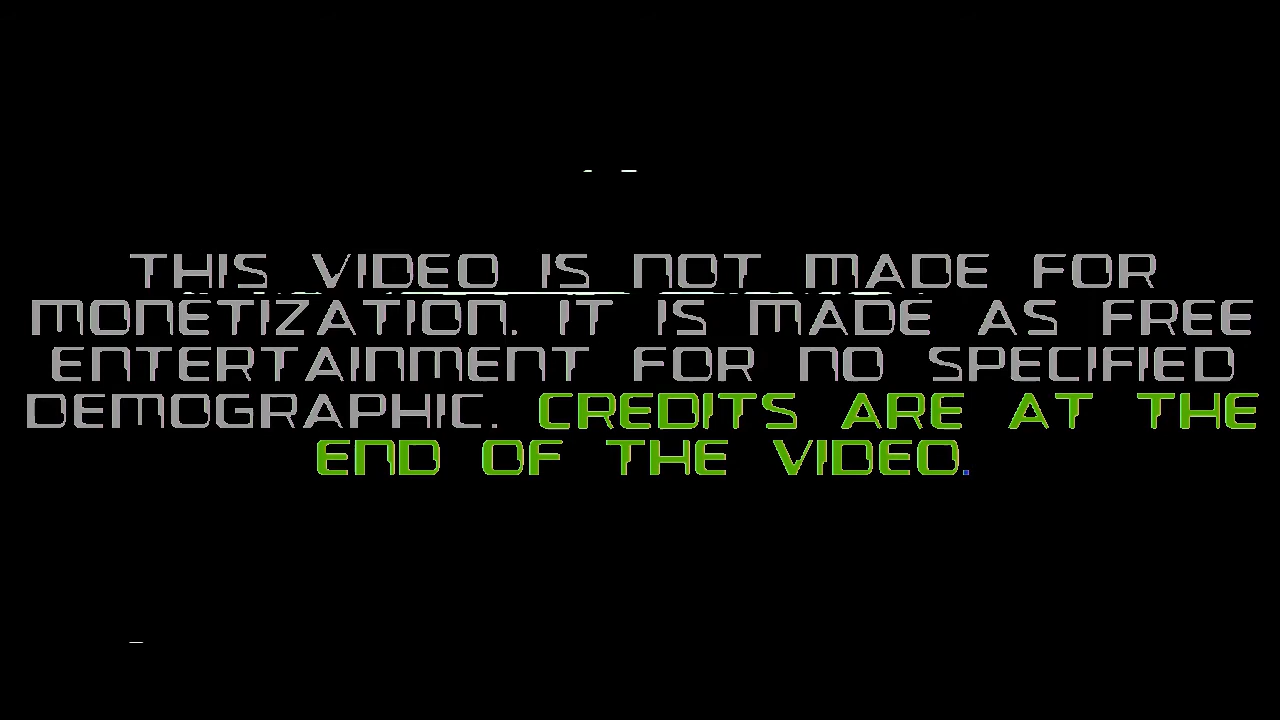 THIS VIDEO IS NOT MADE FOR
MONETIZATION. IT IS MADE AS FREE
ENTERTAINMENT FOR NO SPECIFIED
DEMOGRAPHIC. CREDITS ARE AT THE
END OF THE VIDEO.